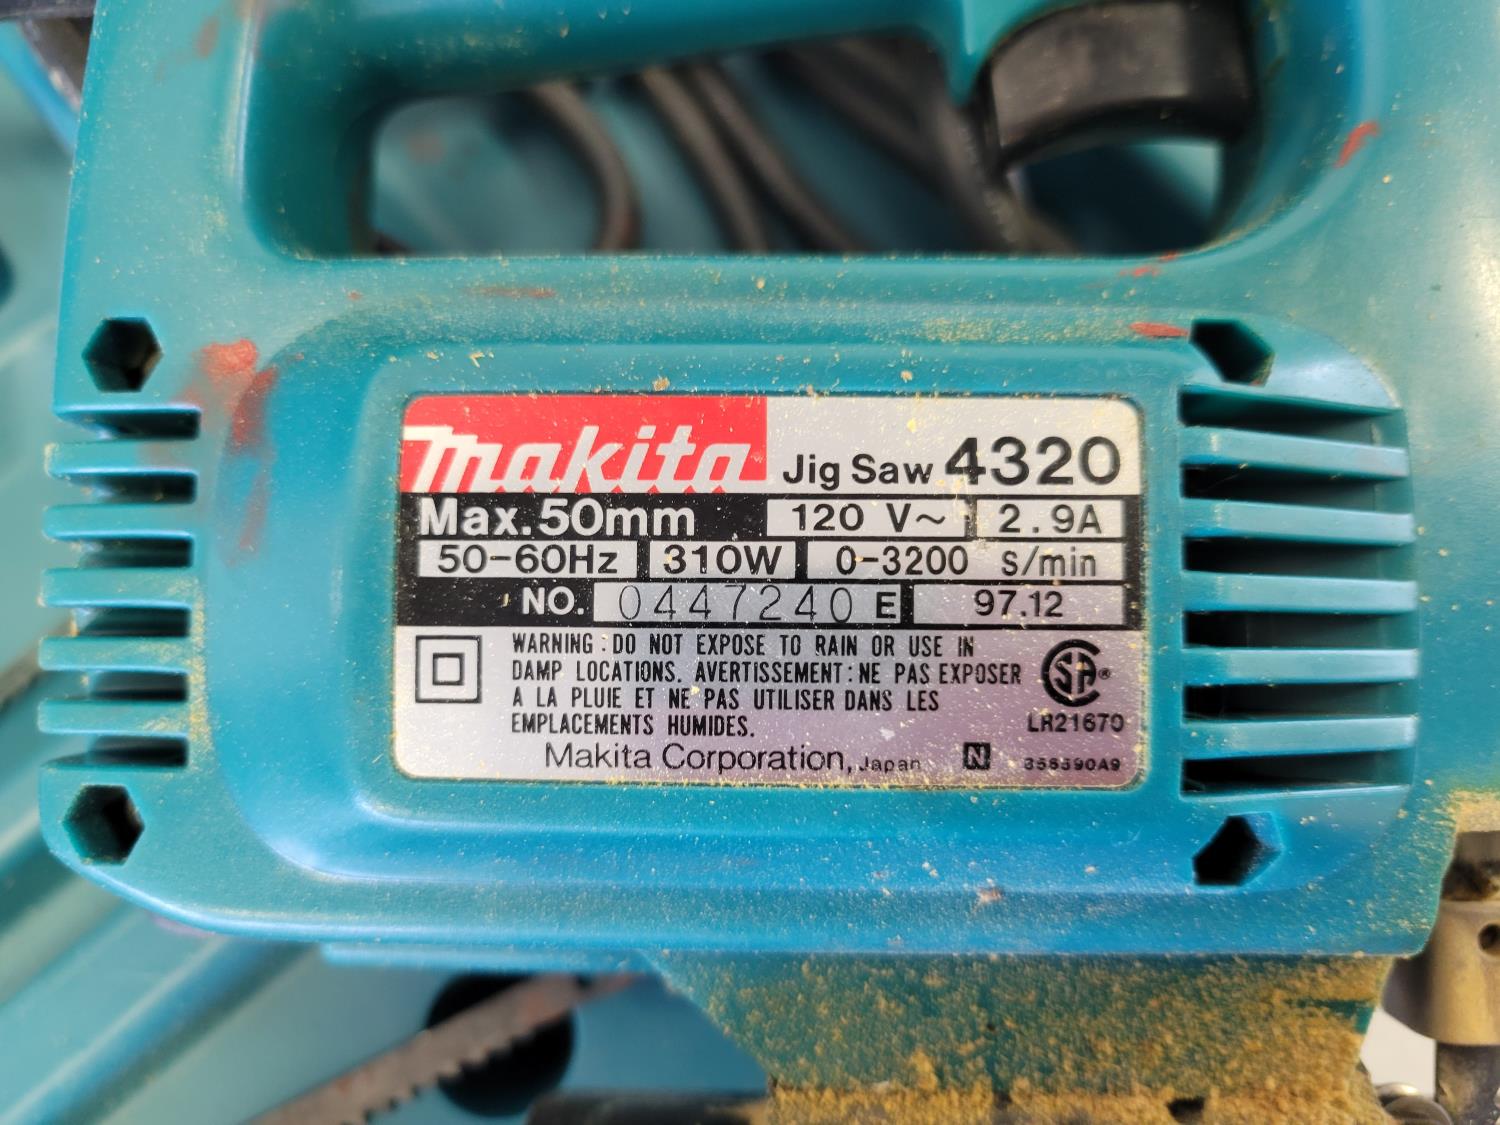 makita Jig Saw 4320
Max.50mm 120 V~ 2.9A
50-60Hz 310W 0-3200 s/min
NO. 0447240 E 97.12
WARNING : DO NOT EXPOSE TO RAIN OR USE IN
DAMP LOCATIONS. AVERTISSEMENT : NE PAS EXPOSER
A LA PLUIE ET NE PAS UTILISER DANS LES
EMPLACEMENTS HUMIDES.
SA®
LR21670
Makita Corporation, Japan N 858590A9